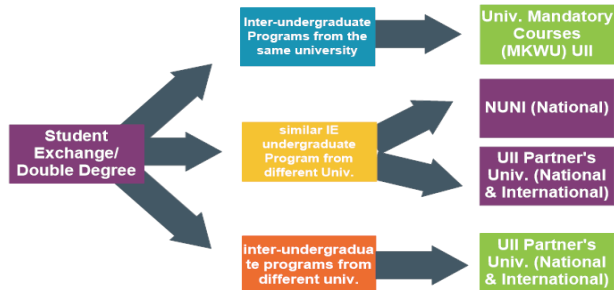 Inter-undergraduate
Programs from the
same university
Univ. Mandatory
Courses
(MKWU) UII
Student
Exchange/
Double Degree
similar IE
undergraduate
Program from
different Univ.
NUNI (National)
UII Partner's
Univ. (National
& International)
inter-undergradua
te programs from
different univ.
UII Partner's
Univ. (National
& International)